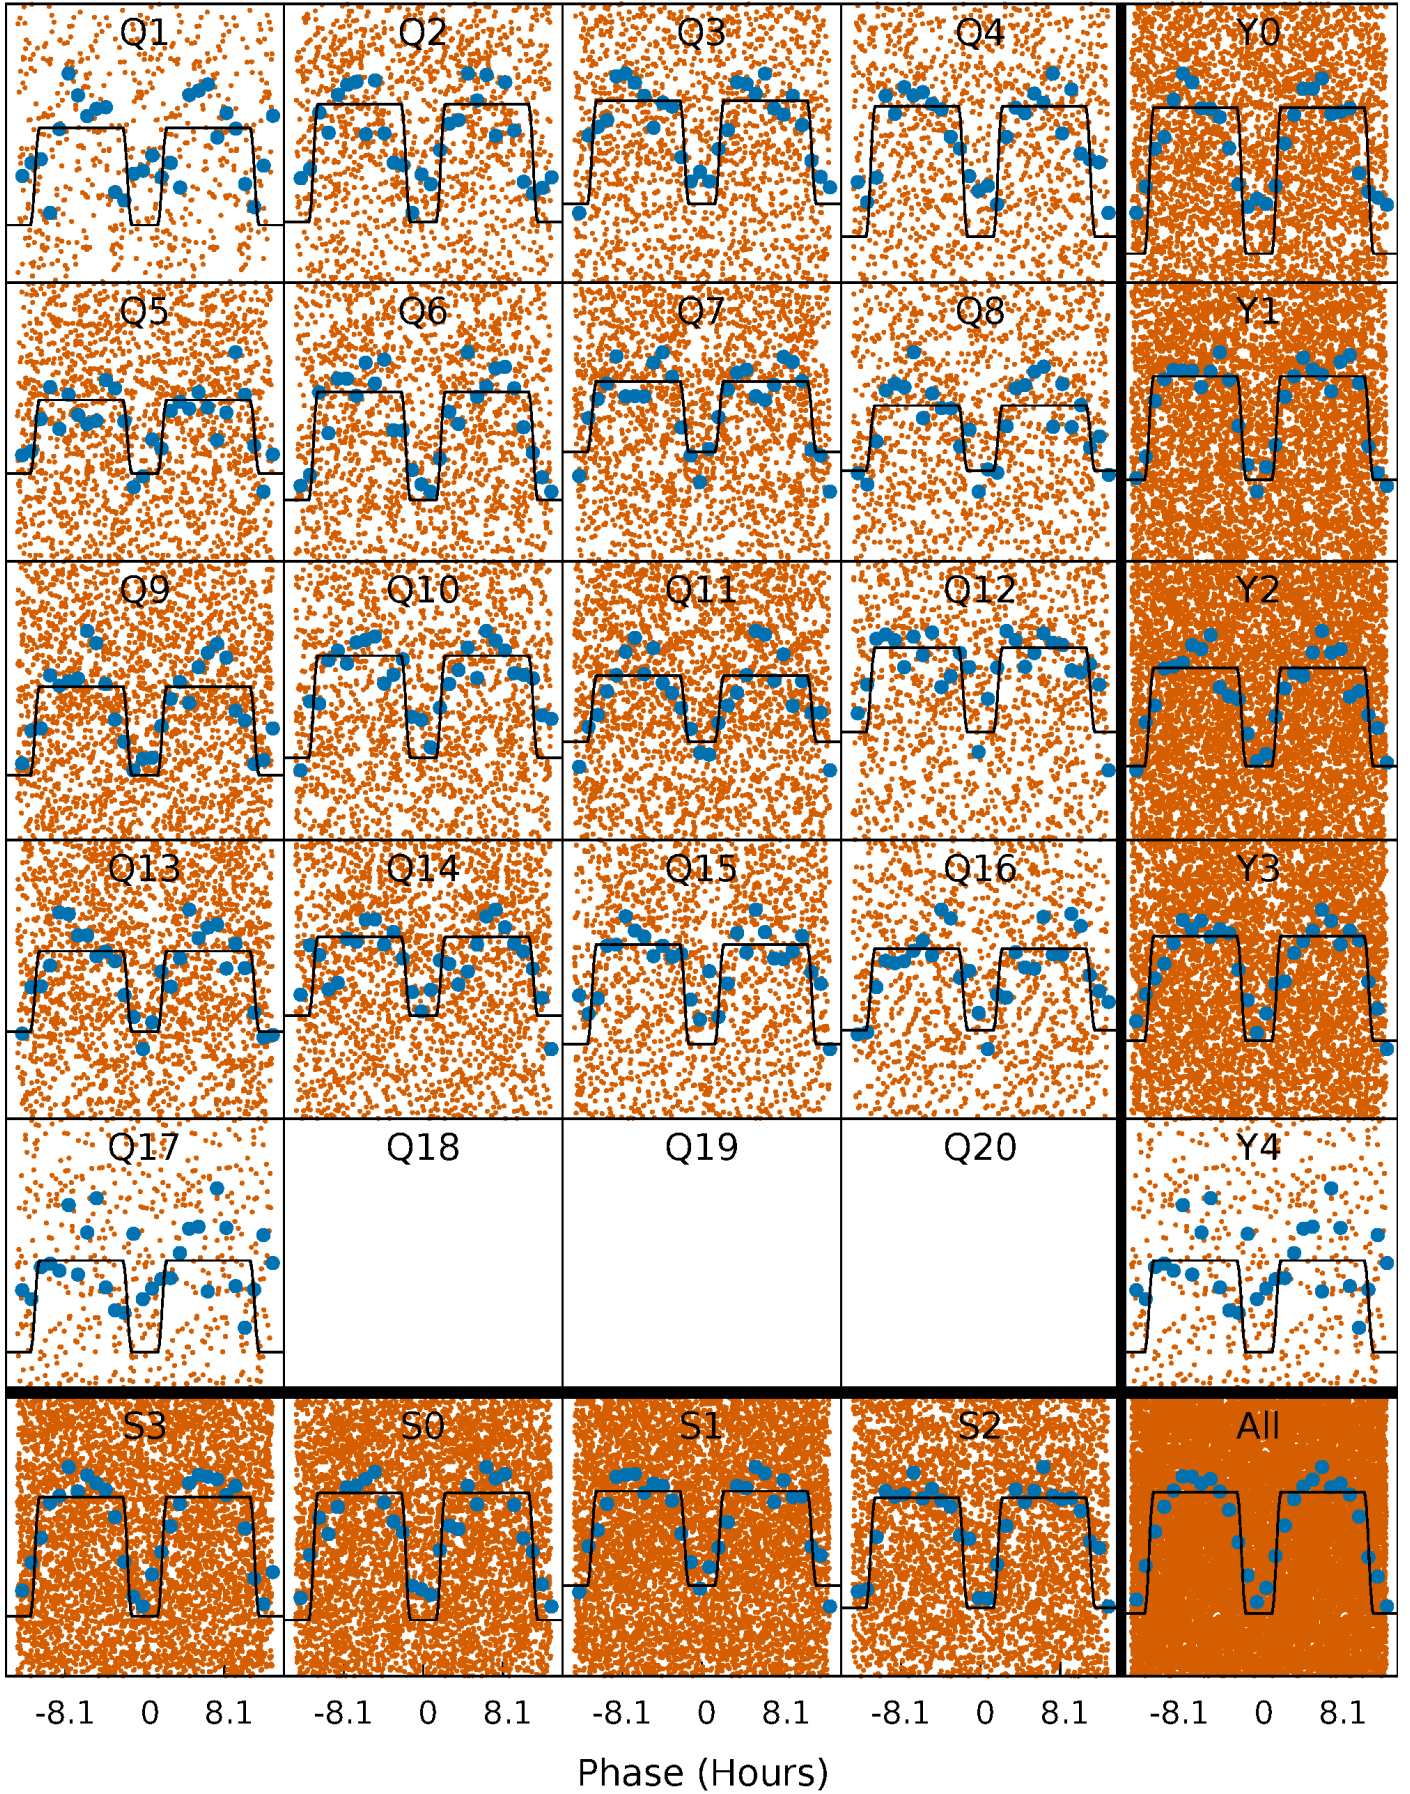 Q1 Q2 Q3 Q4 Y0
Q5 Q6 Q7 Q8 Y1
Q9 Q10 Q11 Q12 Y2
Q13 Q14 Q15 Q16 Y3
Q17 Q18 Q19 Q20 Y4
S3 S0 S1 S2 All
-8.1 0 8.1 -8.1 0 8.1 -8.1 0 8.1 -8.1 0 8.1 -8.1 0 8.1
Phase (Hours)